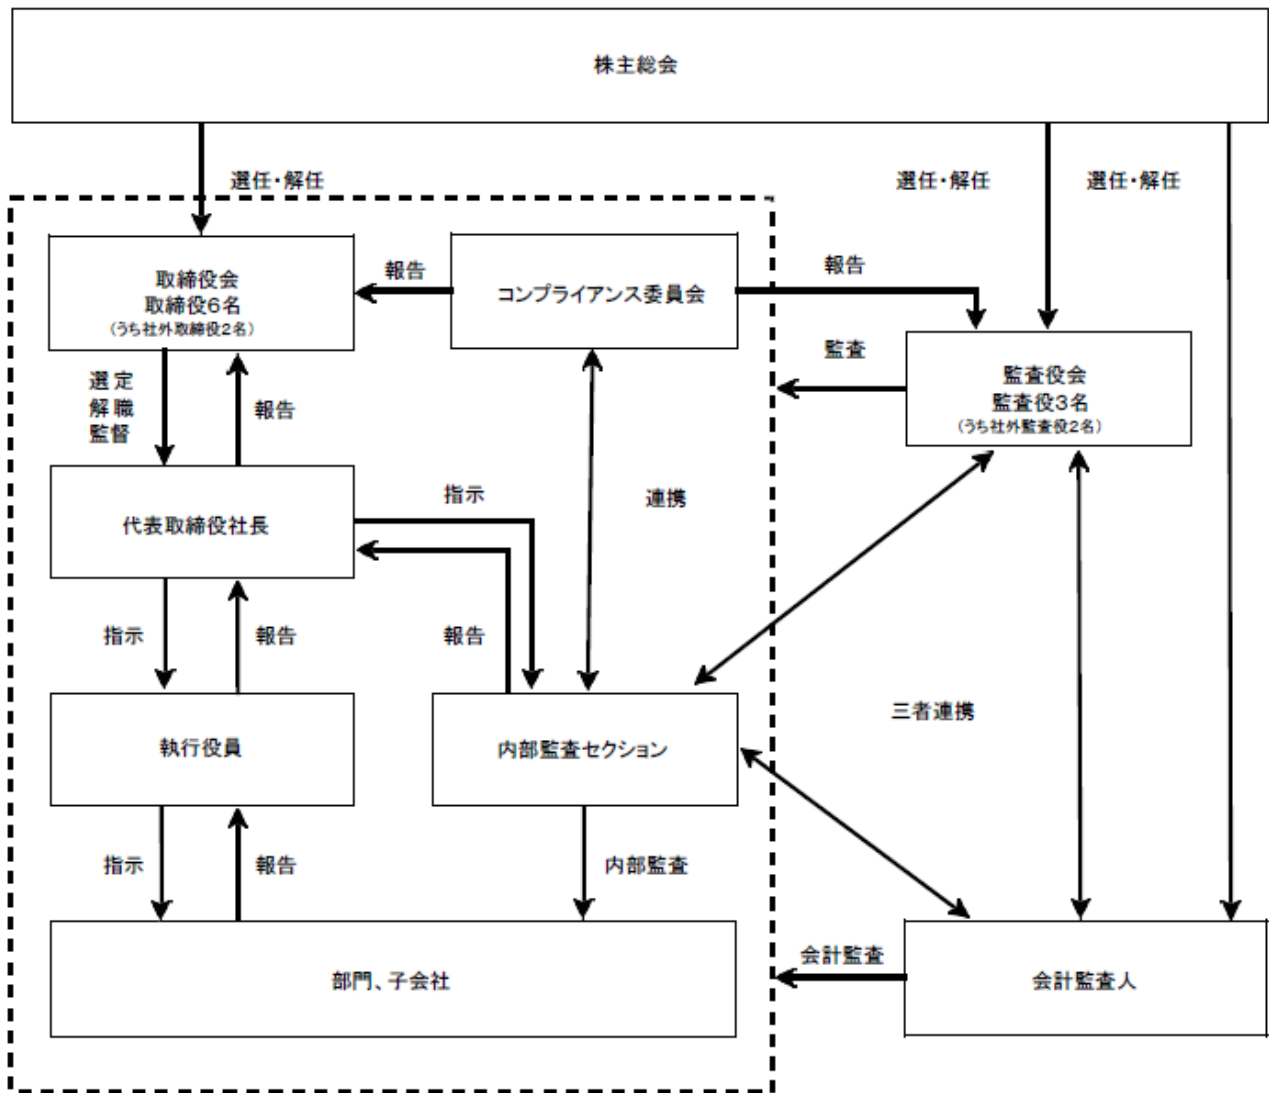 株主総会
選任・解任
選任・解任
選任・解任
取締役会
取締役6名
(うち社外取締役2名)
報告
コンプライアンス委員会
報告
監査
監査役会
監査役3名
(うち社外監査役2名)
選定
解職
監督
報告
代表取締役社長
指示
連携
指示
報告
報告
執行役員
内部監査セクション
三者連携
指示
報告
内部監査
部門、子会社
会計監査
会計監査人